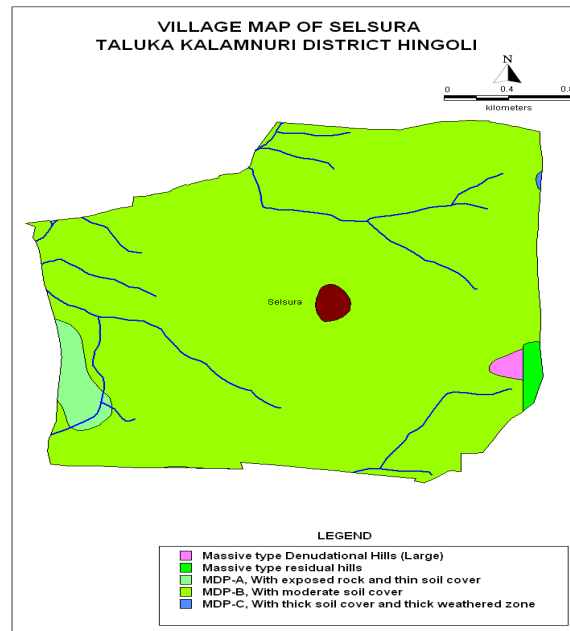 VILLAGE MAP OF SELSURA
TALUKA KALAMNURI DISTRICT HINGOLI
N
0 0.4 0.8
kilometers
Selsura
LEGEND
Massive type Denudational Hills (Large)
Massive type residual hills
MDP-A, With exposed rock and thin soil cover
MDP-B, With moderate soil cover
MDP-C, With thick soil cover and thick weathered zone